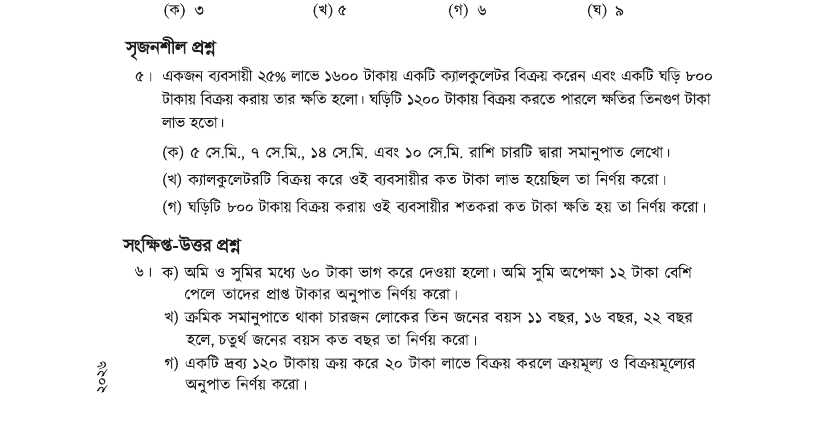 (ক) ৩ (খ) ৫ (গ) ৬ (ঘ) ৯
সৃজনশীল প্রশ্ন
৫। একজন ব্যবসায়ী ২৫% লাভে ১৬০০ টাকায় একটি ক্যালকুলেটর বিক্রয় করেন এবং একটি ঘড়ি ৮০০
টাকায় বিক্রয় করায় তার ক্ষতি হলো। ঘড়িটি ১২০০ টাকায় বিক্রয় করতে পারলে ক্ষতির তিনগুণ টাকা
লাভ হতো।
(ক) ৫ সে.মি., ৭ সে.মি., ১৪ সে.মি. এবং ১০ সে.মি. রাশি চারটি দ্বারা সমানুপাত লেখো।
(খ) ক্যালকুলেটরটি বিক্রয় করে ওই ব্যবসায়ীর কত টাকা লাভ হয়েছিল তা নির্ণয় করো।
(গ) ঘড়িটি ৮০০ টাকায় বিক্রয় করায় ওই ব্যবসায়ীর শতকরা কত টাকা ক্ষতি হয় তা নির্ণয় করো।
সংক্ষিপ্ত-উত্তর প্রশ্ন
৬। ক) অমি ও সুমির মধ্যে ৬০ টাকা ভাগ করে দেওয়া হলো। অমি সুমি অপেক্ষা ১২ টাকা বেশি
পেলে তাদের প্রাপ্ত টাকার অনুপাত নির্ণয় করো।
খ) ক্রমিক সমানুপাতে থাকা চারজন লোকের তিন জনের বয়স ১১ বছর, ১৬ বছর, ২২ বছর
হলে, চতুর্থ জনের বয়স কত বছর তা নির্ণয় করো।
গ) একটি দ্রব্য ১২০ টাকায় ক্রয় করে ২০ টাকা লাভে বিক্রয় করলে ক্রয়মূল্য ও বিক্রয়মূল্যের
অনুপাত নির্ণয় করো।
২০২৬